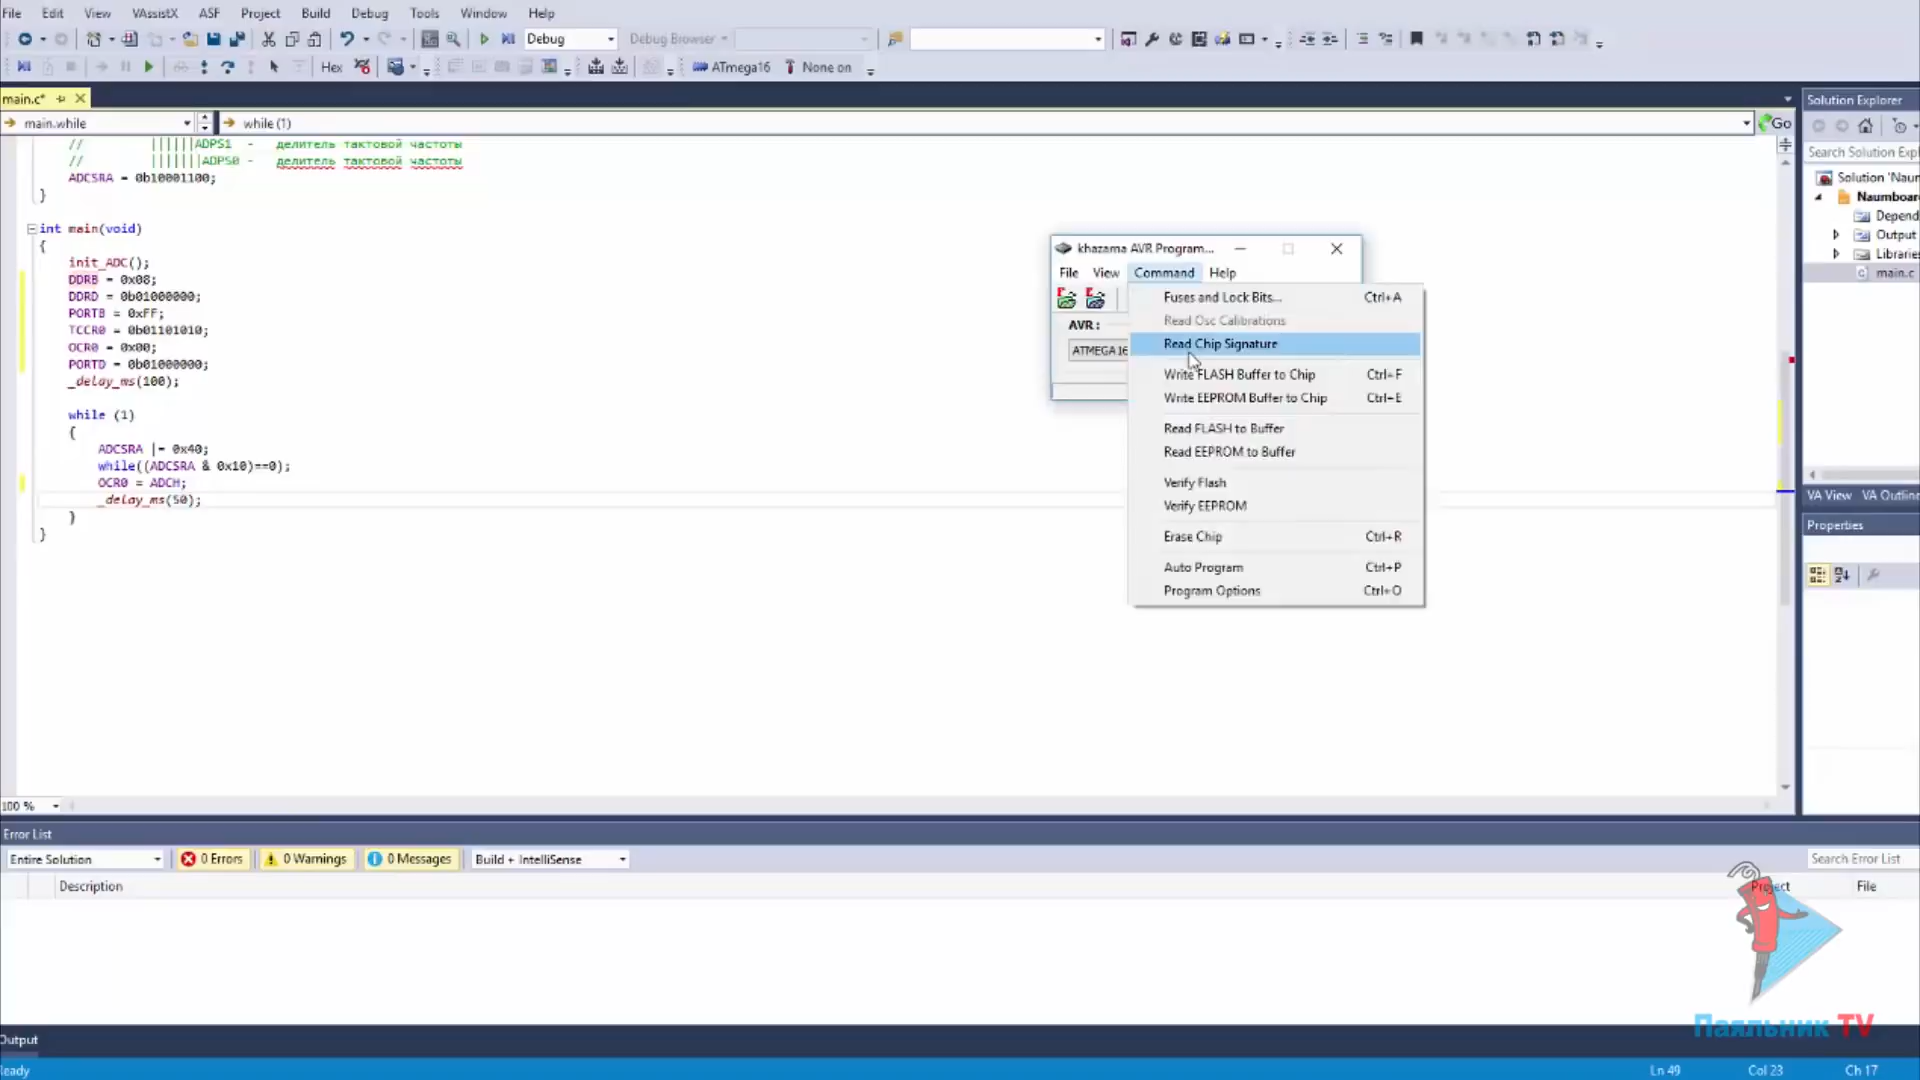 File Edit View VAssistX ASF Project Build Debug Tools Window Help
Debug Debug Browser
Hex ATmega16 None on
main.c*
main.while while (1) Go
// ||||||ADPS1 - делитель тактовой частоты
// |||||||ADPS0 - делитель тактовой частоты
ADCSRA = 0b10001100;
}
int main(void)
{
init_ADC();
DDRB = 0x08;
DDRD = 0b01000000;
PORTB = 0xFF;
TCCR0 = 0b01101010;
OCR0 = 0x00;
PORTD = 0b01000000;
_delay_ms(100);
while (1)
{
ADCSRA |= 0x40;
while((ADCSRA & 0x10)==0);
OCR0 = ADCH;
_delay_ms(50);
}
}
khazama AVR Program...
File View Command Help
AVR :
ATMEGA16
Fuses and Lock Bits... Ctrl+A
Read Osc Calibrations
Read Chip Signature
Write FLASH Buffer to Chip Ctrl+F
Write EEPROM Buffer to Chip Ctrl+E
Read FLASH to Buffer
Read EEPROM to Buffer
Verify Flash
Verify EEPROM
Erase Chip Ctrl+R
Auto Program Ctrl+P
Program Options Ctrl+O
Solution Explorer
Search Solution Expl
Solution 'Naum
Naumboar
Depend
Output
Libraries
main.c
VA View VA Outline
Properties
100 %
Error List
Entire Solution 0 Errors 0 Warnings 0 Messages Build + IntelliSense Search Error List
Description Project File
Паяльник TV
Output
Ready Ln 49 Col 23 Ch 17